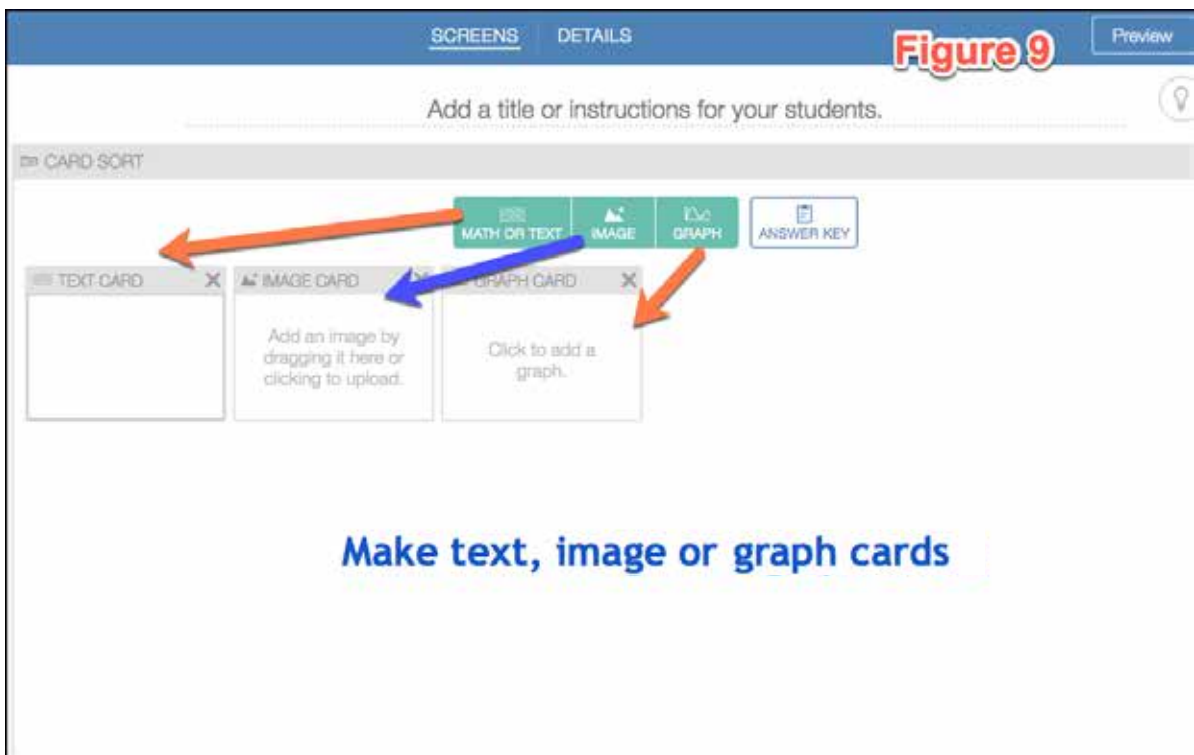 SCREENS
DETAILS
Figure 9
Preview
Add a title or instructions for your students.
CARD SORT
MATH OR TEXT
IMAGE
GRAPH
ANSWER KEY
TEXT CARD
IMAGE CARD
GRAPH CARD
Add an image by
dragging it here or
clicking to upload.
Click to add a
graph.
Make text, image or graph cards